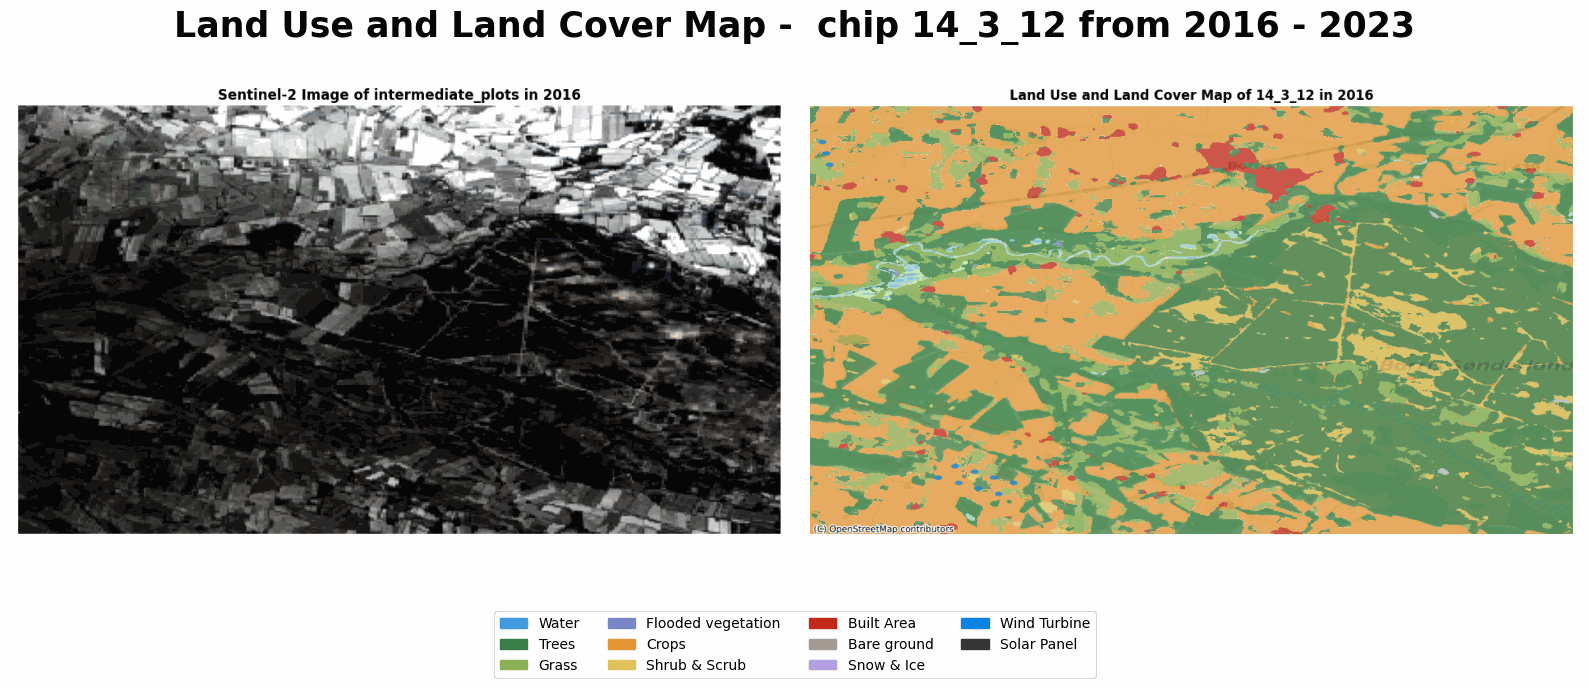 Land Use and Land Cover Map -  chip 14_3_12 from 2016 - 2023
Sentinel-2 Image of intermediate_plots in 2016
Land Use and Land Cover Map of 14_3_12 in 2016
(C) OpenStreetMap contributors
Water
Trees
Grass
Flooded vegetation
Crops
Shrub & Scrub
Built Area
Bare ground
Snow & Ice
Wind Turbine
Solar Panel